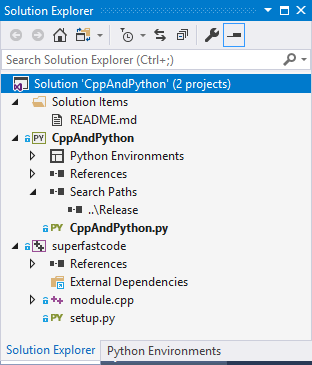 Solution Explorer
Search Solution Explorer (Ctrl+;)
Solution 'CppAndPython' (2 projects)
Solution Items
README.md
PY CppAndPython
Python Environments
References
Search Paths
..\Release
PY CppAndPython.py
superfastcode
References
External Dependencies
module.cpp
PY setup.py
Solution Explorer Python Environments